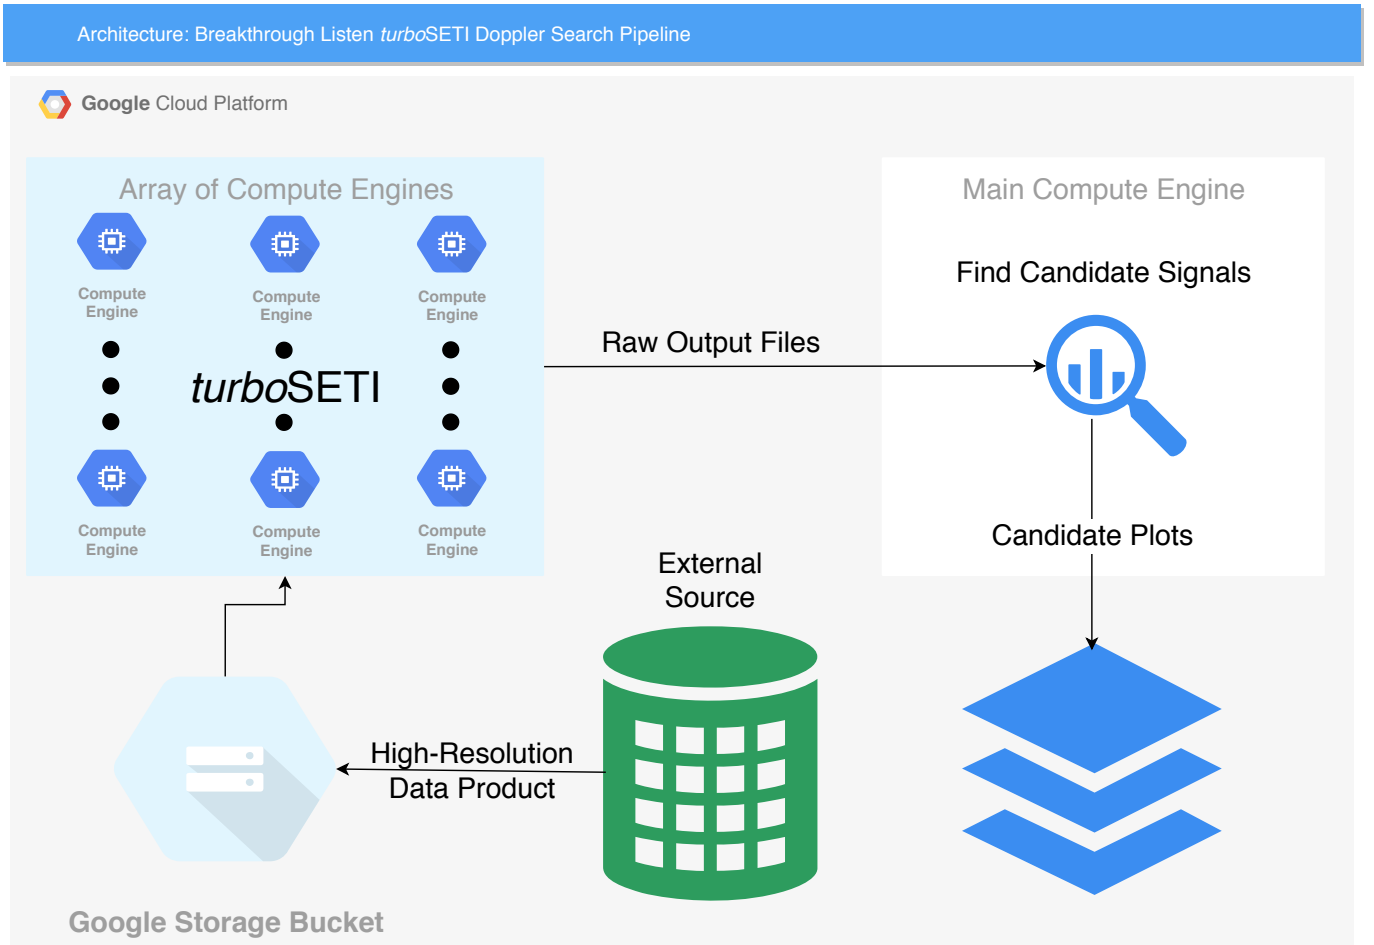 Architecture: Breakthrough Listen turboSETI Doppler Search Pipeline
Google Cloud Platform
Array of Compute Engines
Compute
Engine
Compute
Engine
Compute
Engine
turboSETI
Compute
Engine
Compute
Engine
Compute
Engine
Raw Output Files
Main Compute Engine
Find Candidate Signals
Candidate Plots
External
Source
High-Resolution
Data Product
Google Storage Bucket